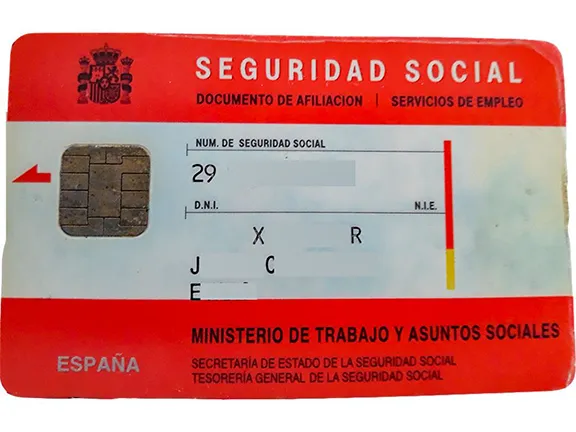 SEGURIDAD SOCIAL
DOCUMENTO DE AFILIACION | SERVICIOS DE EMPLEO
NUM. DE SEGURIDAD SOCIAL
29
D.N.I. N.I.E.
X R
J C
E
MINISTERIO DE TRABAJO Y ASUNTOS SOCIALES
ESPAÑA
SECRETARÍA DE ESTADO DE LA SEGURIDAD SOCIAL
TESORERÍA GENERAL DE LA SEGURIDAD SOCIAL